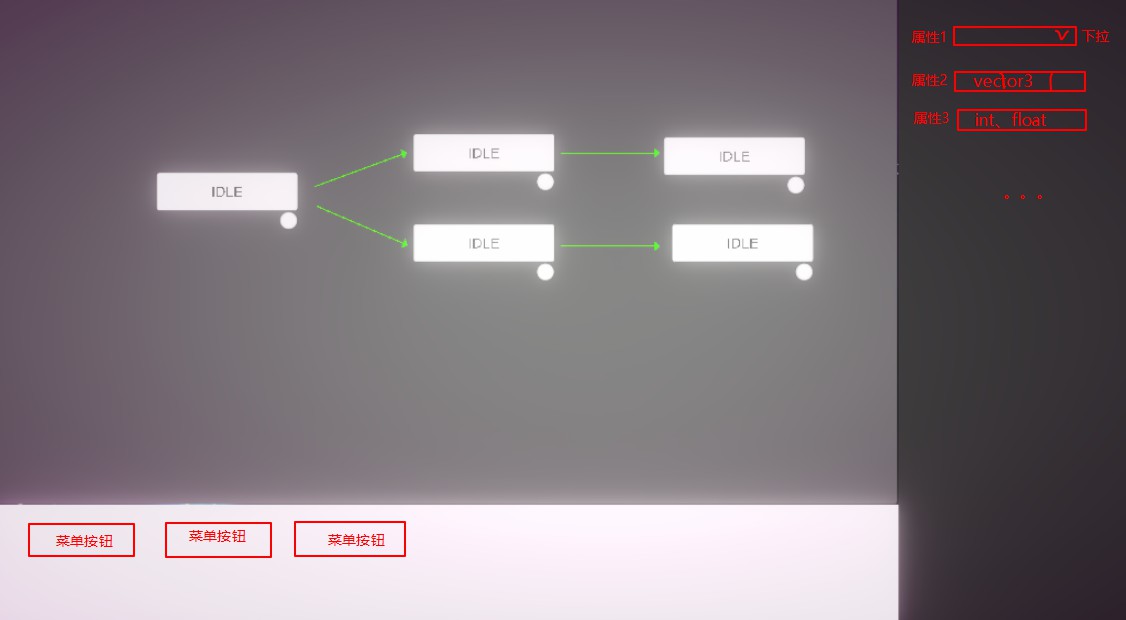 属性1
下拉
属性2
vector3
属性3
int、float
。。。
IDLE
IDLE
IDLE
IDLE
IDLE
菜单按钮
菜单按钮
菜单按钮